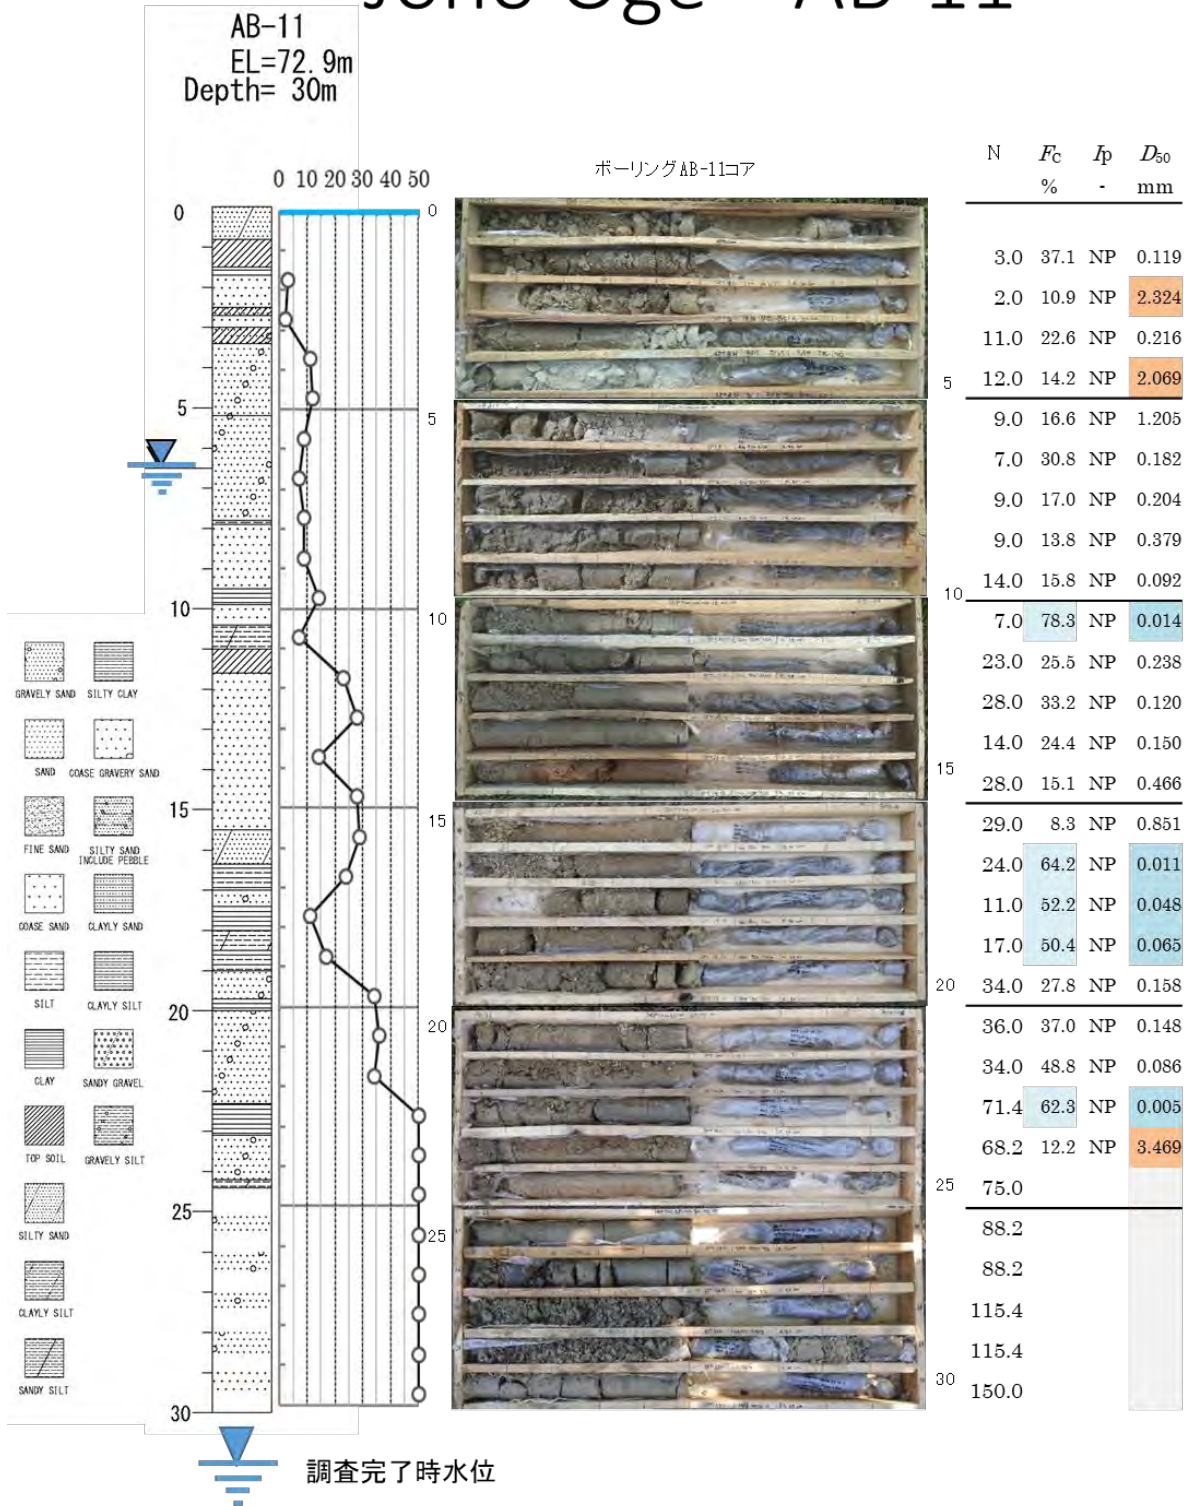 AB-11
EL=72.9m
Depth= 30m
ボーリングAB-11コア
N FC Ip D50
% - mm
0 10 20 30 40 50
0
5
10
15
20
25
30
0
5
10
15
20
25
5
10
15
20
25
30
3.0 37.1 NP 0.119
2.0 10.9 NP 2.324
11.0 22.6 NP 0.216
12.0 14.2 NP 2.069
9.0 16.6 NP 1.205
7.0 30.8 NP 0.182
9.0 17.0 NP 0.204
9.0 13.8 NP 0.379
14.0 15.8 NP 0.092
7.0 78.3 NP 0.014
23.0 25.5 NP 0.238
28.0 33.2 NP 0.120
14.0 24.4 NP 0.150
28.0 15.1 NP 0.466
29.0 8.3 NP 0.851
24.0 64.2 NP 0.011
11.0 52.2 NP 0.048
17.0 50.4 NP 0.065
34.0 27.8 NP 0.158
36.0 37.0 NP 0.148
34.0 48.8 NP 0.086
71.4 62.3 NP 0.005
68.2 12.2 NP 3.469
75.0
88.2
88.2
115.4
115.4
150.0
GRAVELY SAND SILTY CLAY
SAND COASE GRAVERY SAND
FINE SAND SILTY SAND
INCLUDE PEBBLE
COASE SAND CLAYLY SAND
SILT CLAYLY SILT
CLAY SANDY GRAVEL
TOP SOIL GRAVELY SILT
SILTY SAND
CLAYLY SILT
SANDY SILT
調査完了時水位